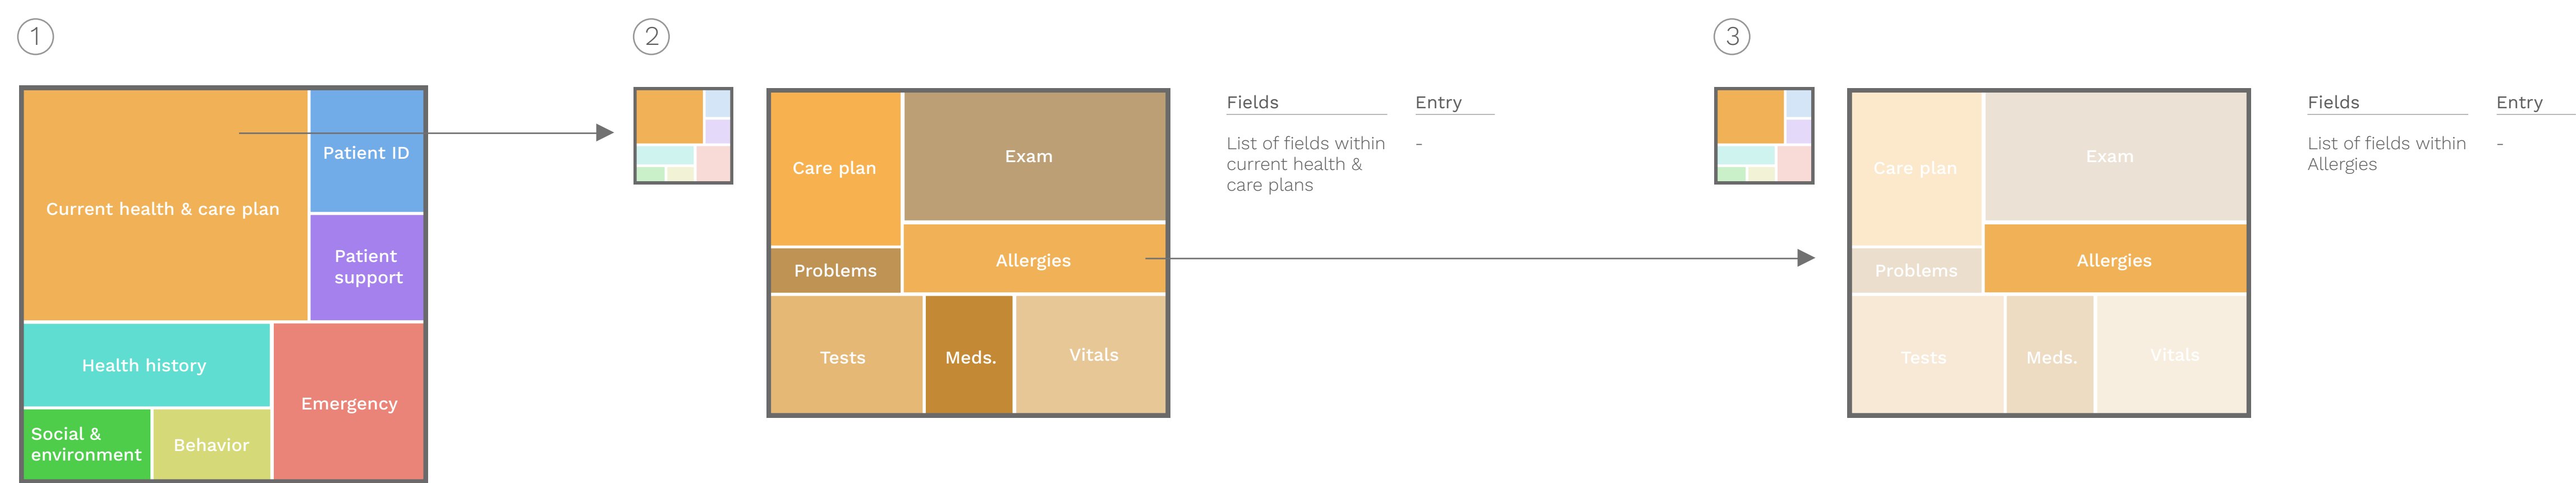 1
Current health & care plan
Patient ID
Patient
support
Health history
Emergency
Social &
environment
Behavior
2
Care plan
Exam
Problems
Allergies
Tests
Meds.
Vitals
Fields
Entry
List of fields within
current health &
care plans
-
3
Care plan
Exam
Problems
Allergies
Tests
Meds.
Vitals
Fields
Entry
List of fields within
Allergies
-